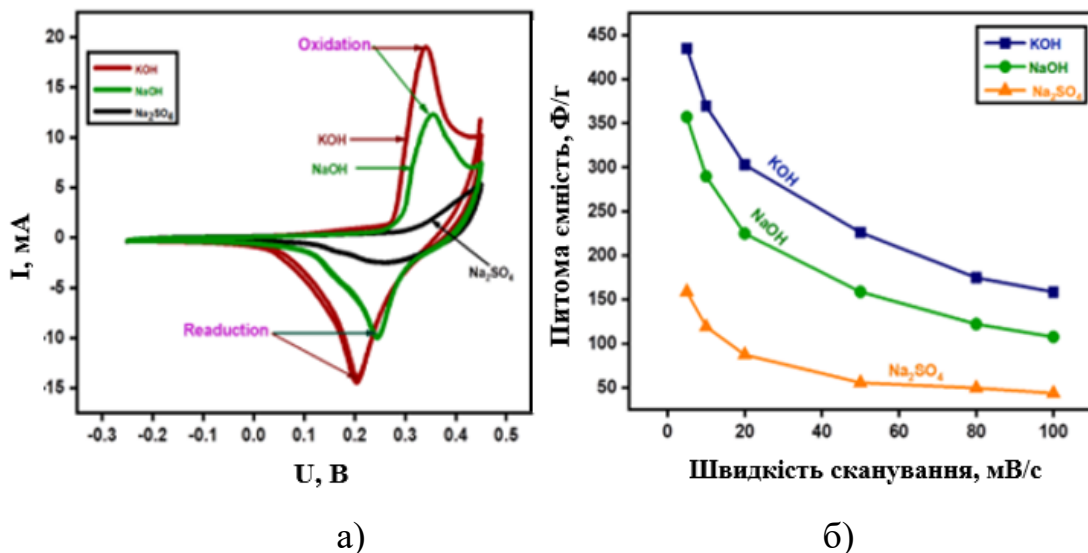 20
15
10
5
0
-5
-10
-15
I, мА
KOH
NaOH
Na₂SO₄
Oxidation
KOH
NaOH
Na₂SO₄
Readuction
-0.3 -0.2 -0.1 0.0 0.1 0.2 0.3 0.4 0.5
U, В
а)
450
400
350
300
250
200
150
100
50
Питома ємність, Ф/г
KOH
NaOH
Na₂SO₄
KOH
NaOH
Na₂SO₄
0 20 40 60 80 100
Швидкість сканування, мВ/с
б)